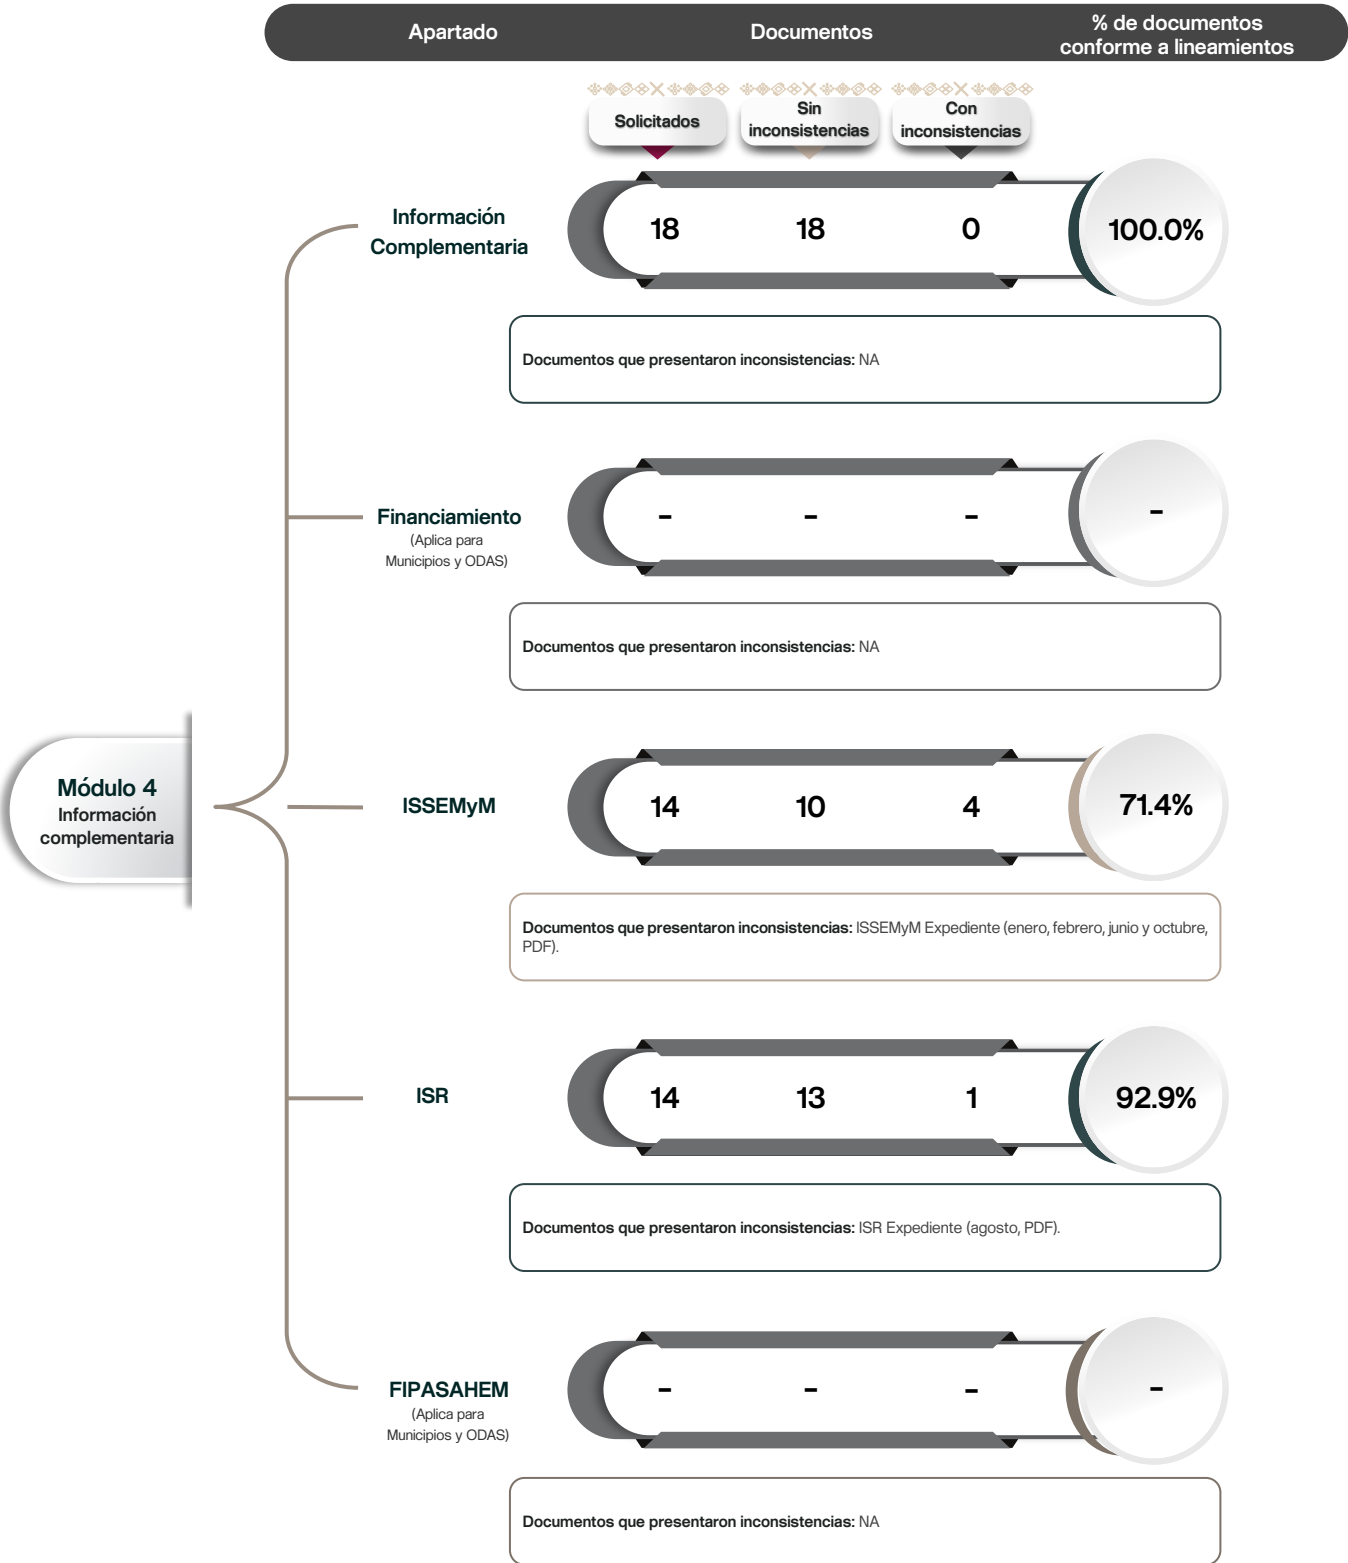 Apartado
Documentos
% de documentos
conforme a lineamientos
Solicitados
Sin
inconsistencias
Con
inconsistencias
Información
Complementaria
18
18
0
100.0%
Documentos que presentaron inconsistencias: NA
Financiamiento
(Aplica para
Municipios y ODAS)
-
-
-
-
Documentos que presentaron inconsistencias: NA
Módulo 4
Información
complementaria
ISSEMyM
14
10
4
71.4%
Documentos que presentaron inconsistencias: ISSEMyM Expediente (enero, febrero, junio y octubre,
PDF).
ISR
14
13
1
92.9%
Documentos que presentaron inconsistencias: ISR Expediente (agosto, PDF).
FIPASAHEM
(Aplica para
Municipios y ODAS)
-
-
-
-
Documentos que presentaron inconsistencias: NA